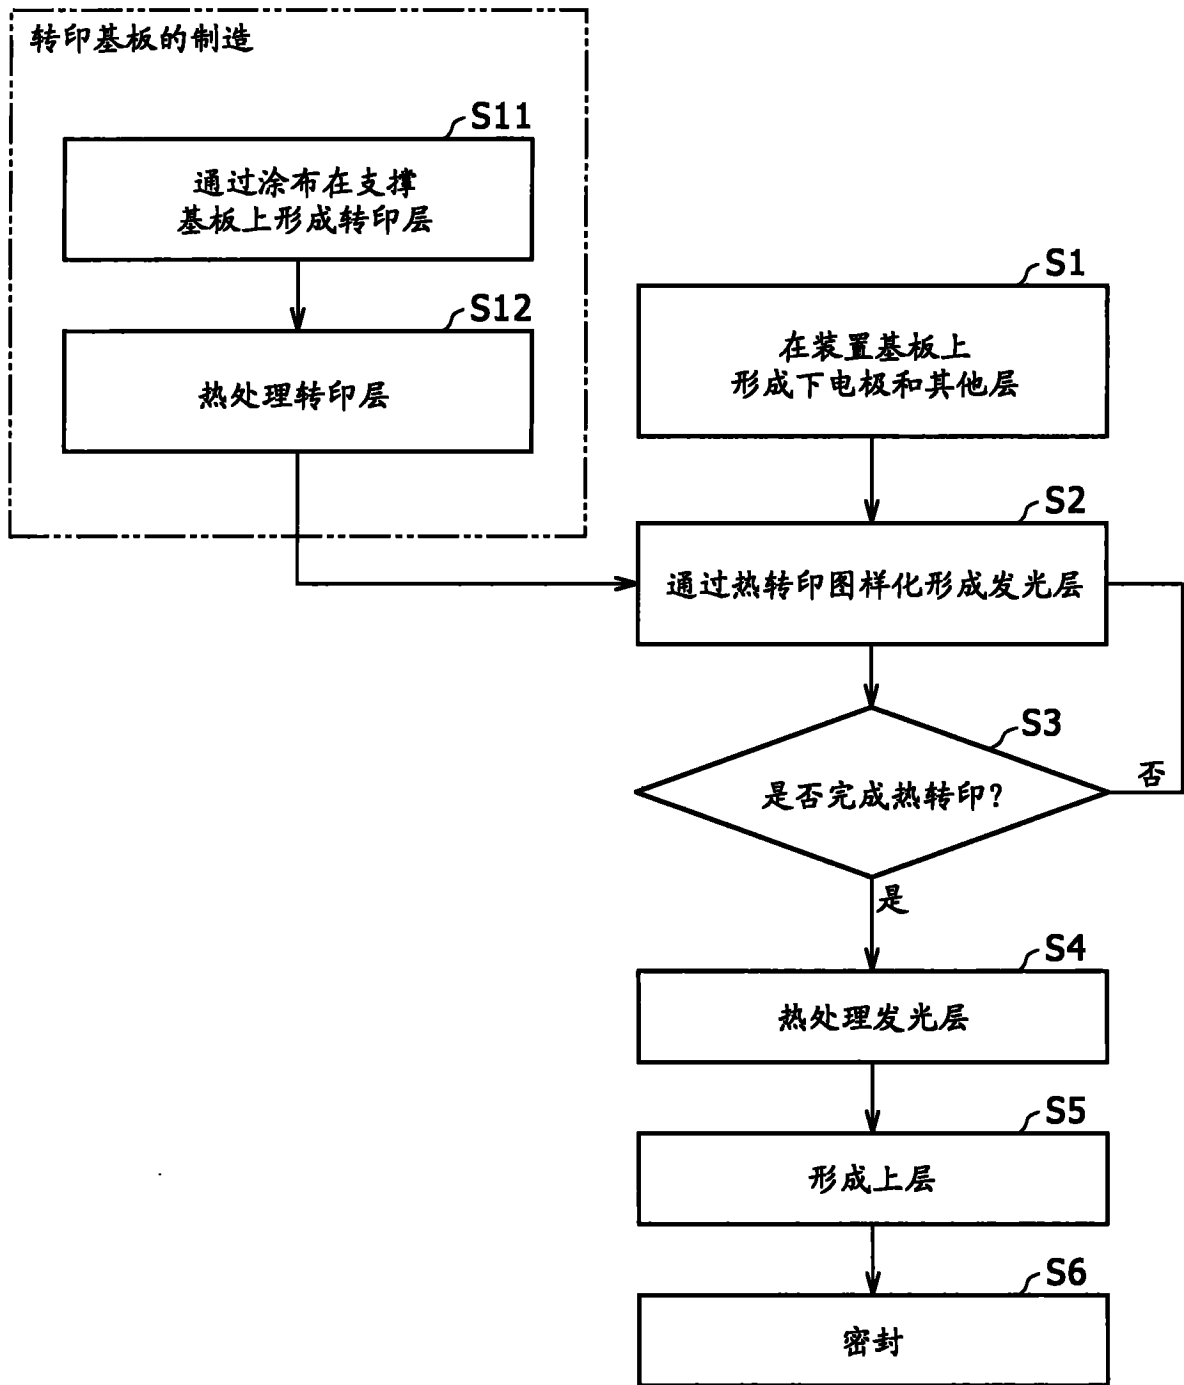 转印基板的制造
S11
通过涂布在支撑
基板上形成转印层
S12
热处理转印层
S1
在装置基板上
形成下电极和其他层
S2
通过热转印图样化形成发光层
S3
是否完成热转印?
否
是
S4
热处理发光层
S5
形成上层
S6
密封